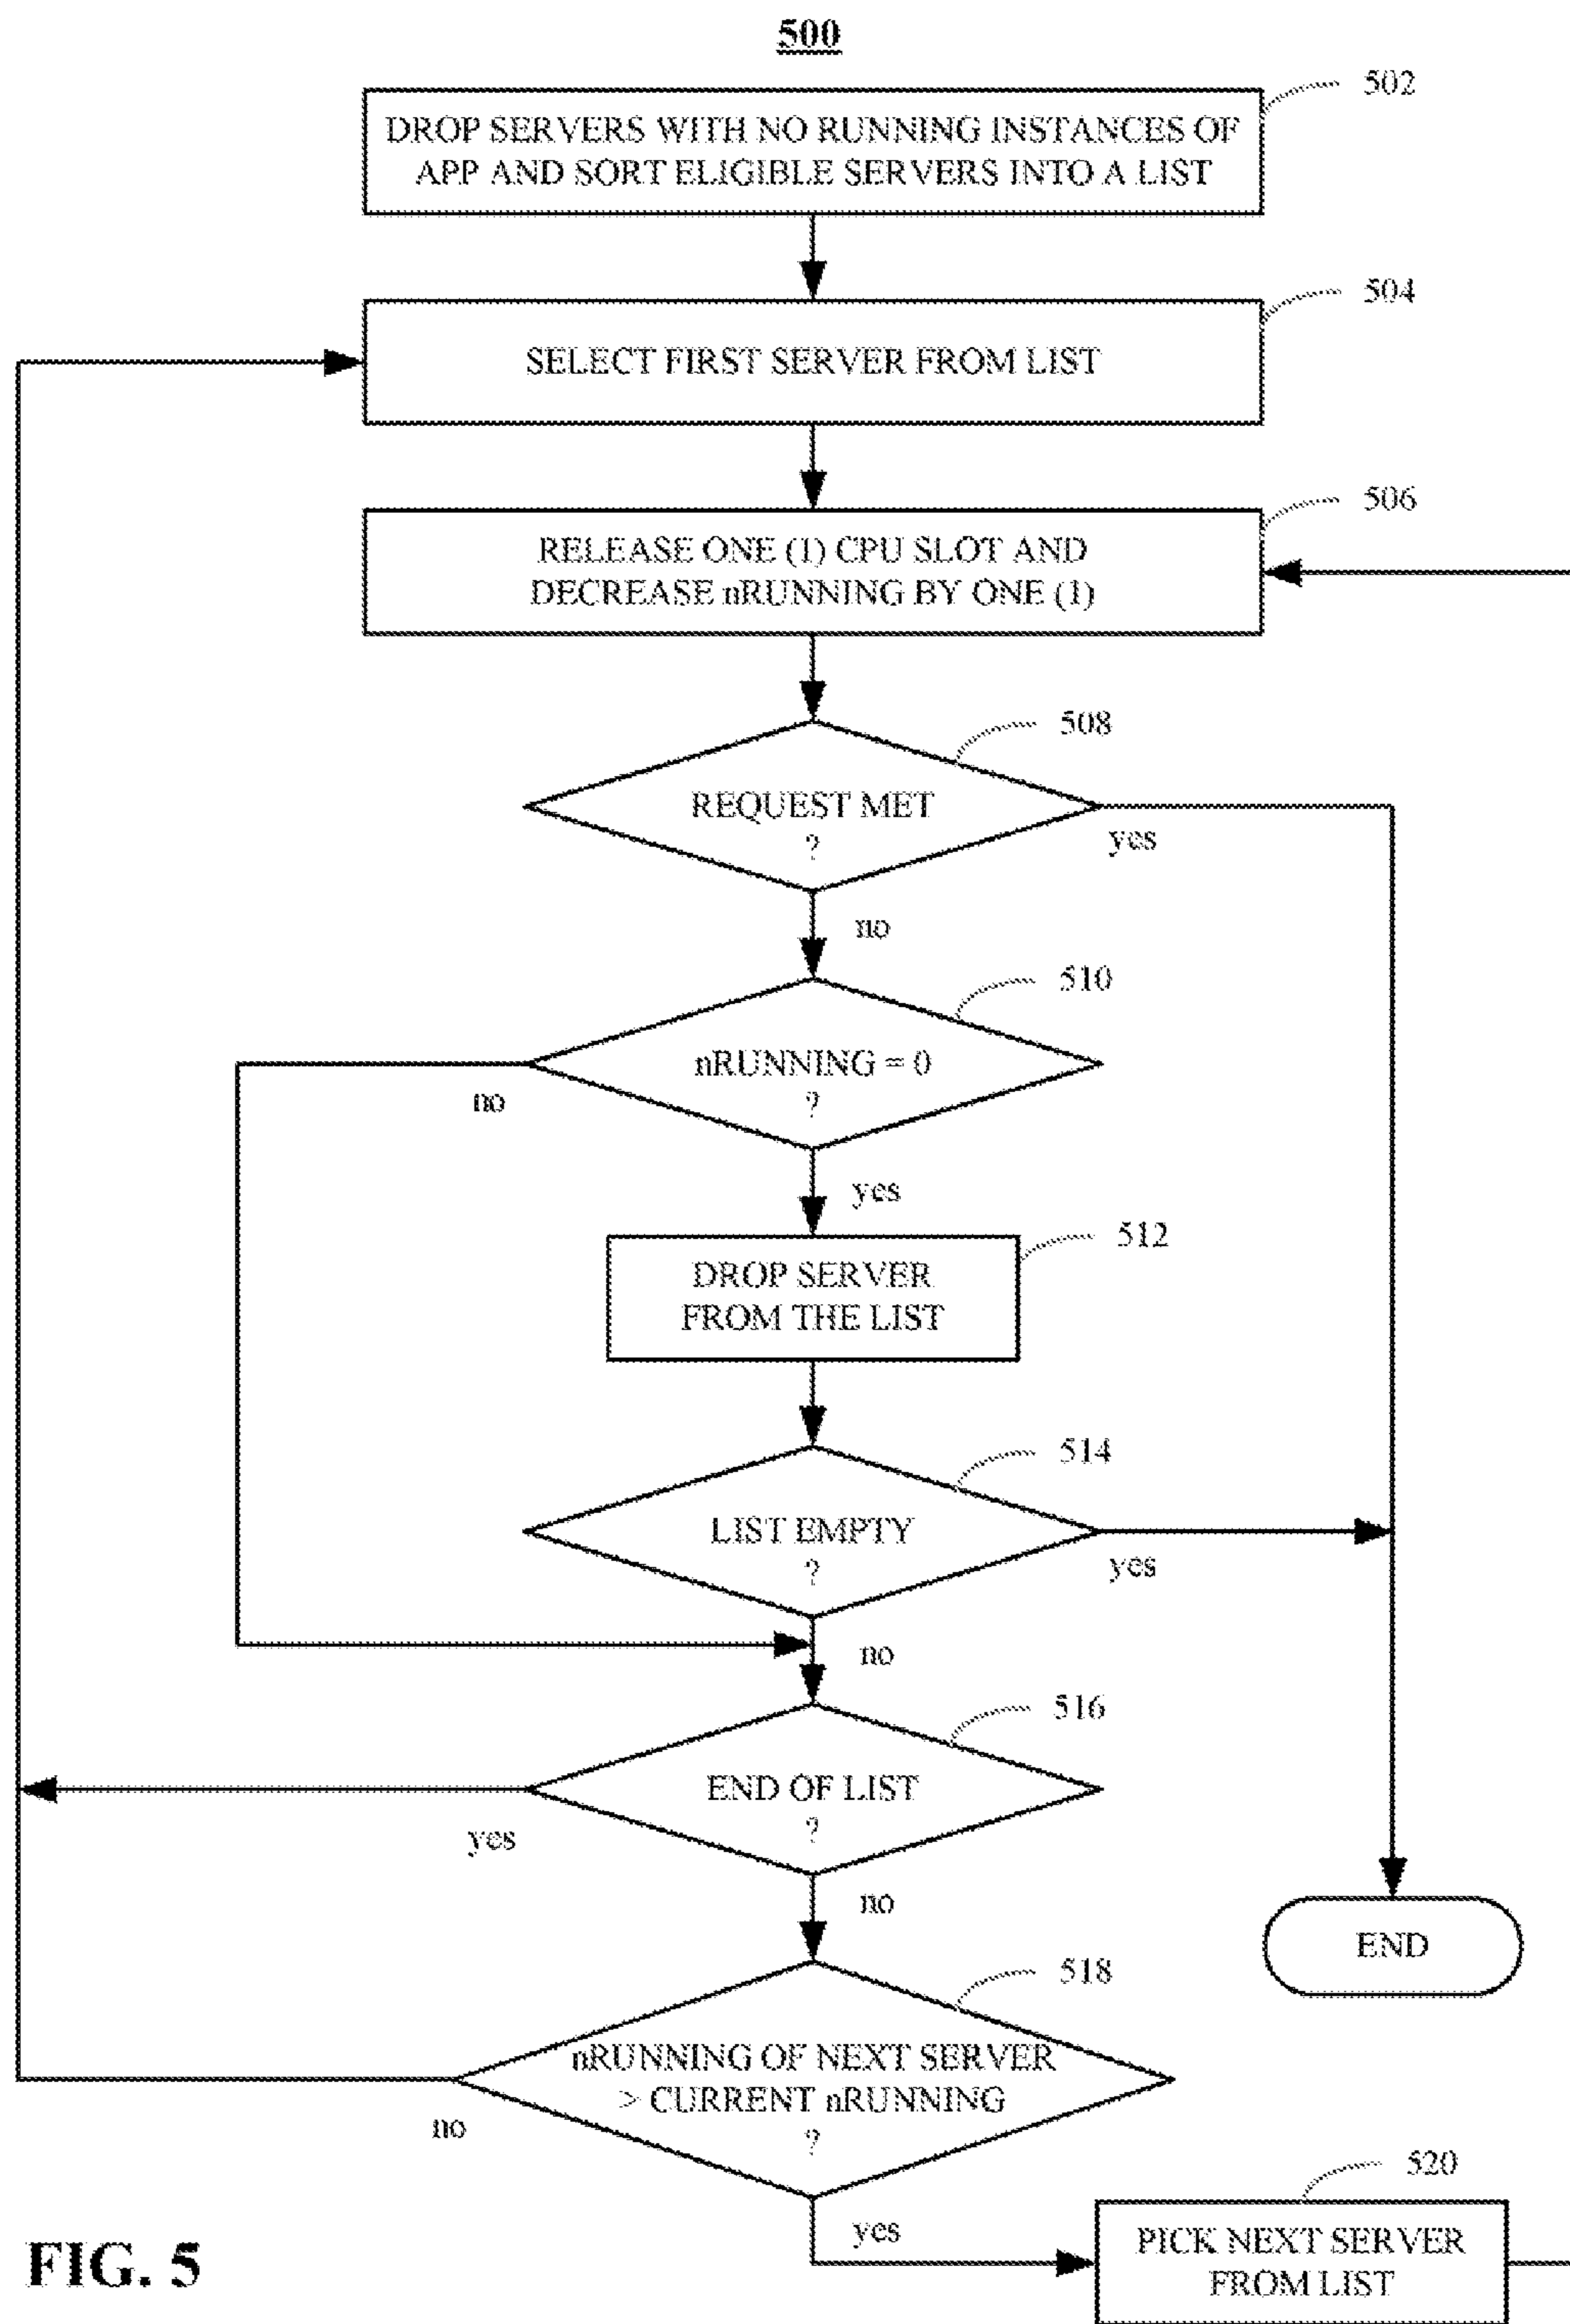 500
502
DROP SERVERS WITH NO RUNNING INSTANCES OF
APP AND SORT ELIGIBLE SERVERS INTO A LIST
504
SELECT FIRST SERVER FROM LIST
506
RELEASE ONE (1) CPU SLOT AND
DECREASE nRUNNING BY ONE (1)
508
REQUEST MET
?
yes
no
510
nRUNNING = 0
?
no
yes
512
DROP SERVER
FROM THE LIST
514
LIST EMPTY
?
yes
no
516
END OF LIST
?
yes
no
END
518
nRUNNING OF NEXT SERVER
> CURRENT nRUNNING
?
no
yes
520
PICK NEXT SERVER
FROM LIST
FIG. 5